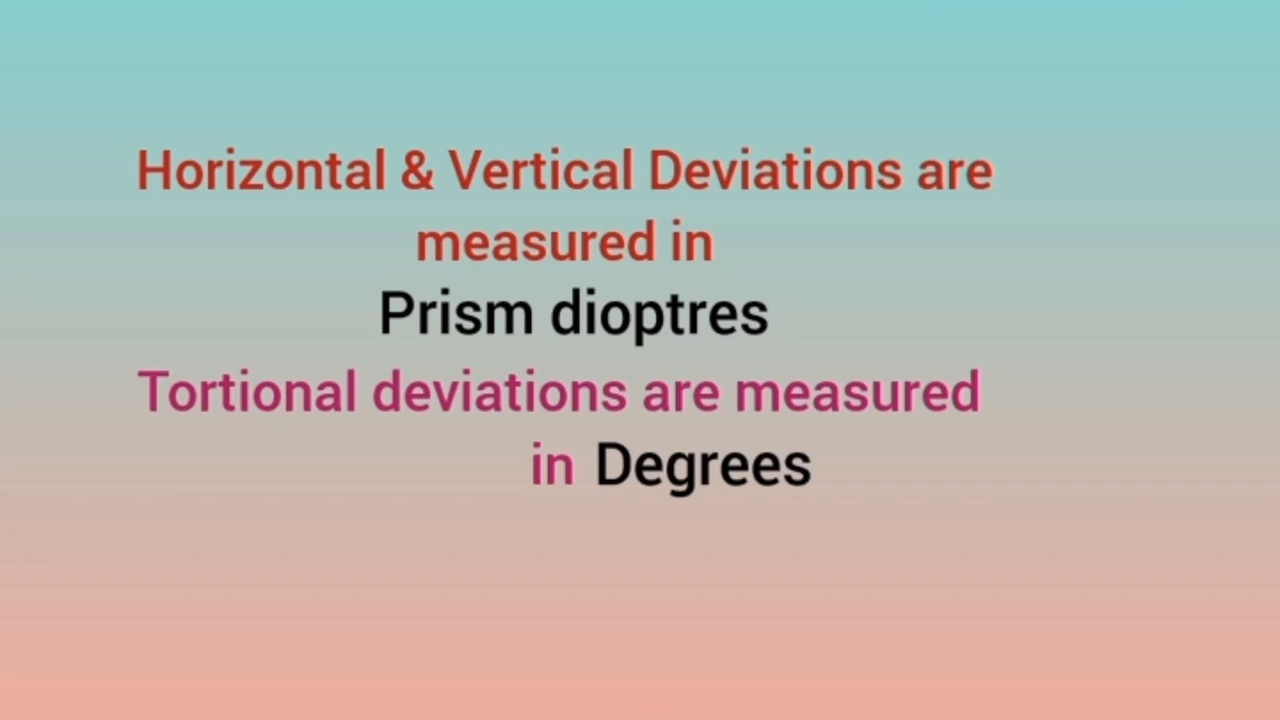 Horizontal & Vertical Deviations are
measured in
Prism dioptres
Tortional deviations are measured
in Degrees